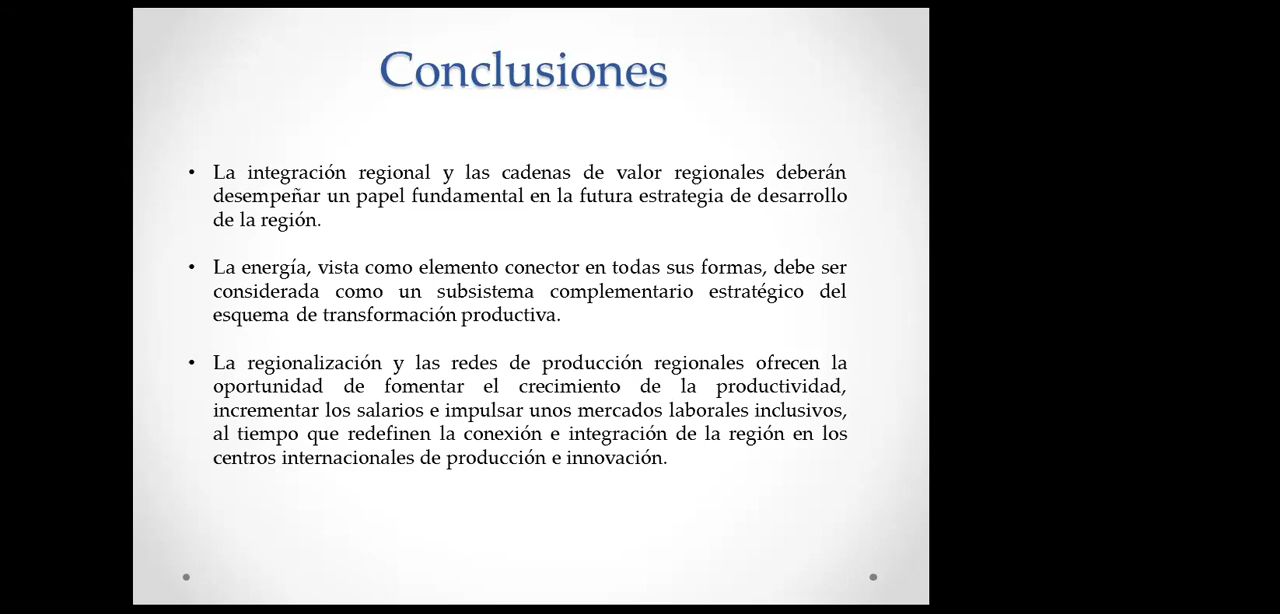 Conclusiones
• La integración regional y las cadenas de valor regionales deberán
desempeñar un papel fundamental en la futura estrategia de desarrollo
de la región.
• La energía, vista como elemento conector en todas sus formas, debe ser
considerada como un subsistema complementario estratégico del
esquema de transformación productiva.
• La regionalización y las redes de producción regionales ofrecen la
oportunidad de fomentar el crecimiento de la productividad,
incrementar los salarios e impulsar unos mercados laborales inclusivos,
al tiempo que redefinen la conexión e integración de la región en los
centros internacionales de producción e innovación.